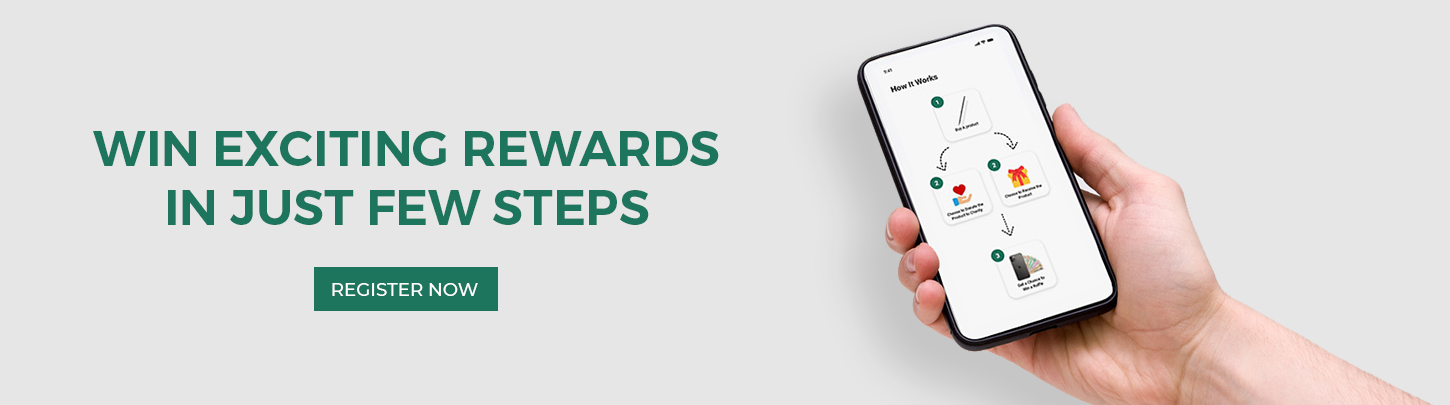 WIN EXCITING REWARDS
IN JUST FEW STEPS
REGISTER NOW
9:41
How It Works
1
Buy A product
2
Choose to Donate the
Product to Charity
2
Choose to Receive the
Product
3
Get a Chance to
Win a Raffle